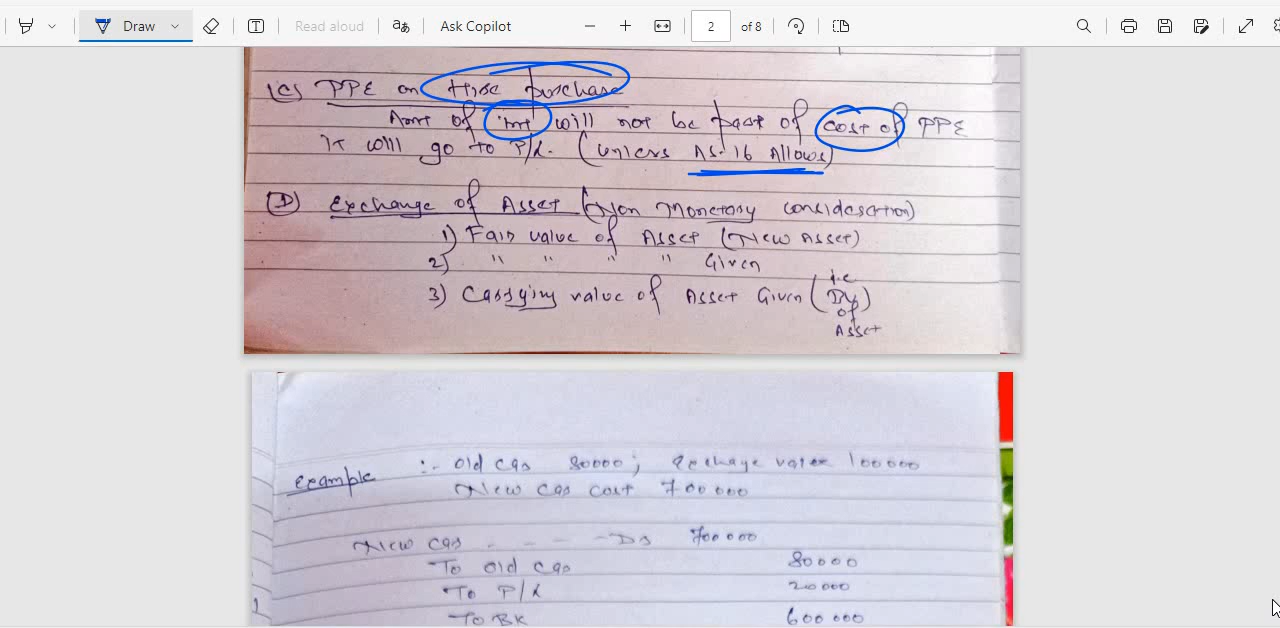 Draw
Read aloud
aあ
Ask Copilot
2
of 8
(C) PPE on Hire purchase
Amt of int will not be part of cost of PPE
It will go to P/L. (unless AS-16 Allows)
(D) Exchange of Asset (Non Monetary consideration)
1) Fair value of Asset (New Asset)
2) " " " " Given
3) Carrying value of Asset Given (i.e
BV
of
Asset)
Example :- Old Car 80000; Exchange value 100000
New Car Cost 700000
New Car - - - - Dr 700000
To Old Car 80000
To P/L 20000
To BK 600000